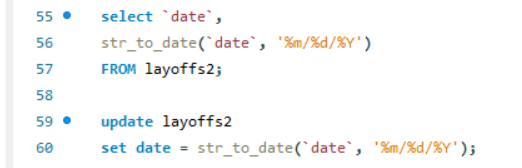 55 select `date`,
56 str_to_date(`date`, '%m/%d/%Y')
57 FROM layoffs2;
58
59 update layoffs2
60 set date = str_to_date(`date`, '%m/%d/%Y');